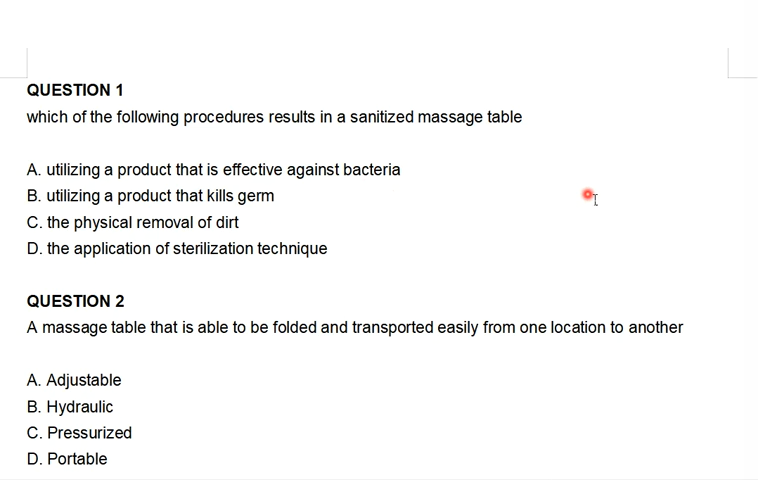 QUESTION 1
which of the following procedures results in a sanitized massage table
A. utilizing a product that is effective against bacteria
B. utilizing a product that kills germ
C. the physical removal of dirt
D. the application of sterilization technique
QUESTION 2
A massage table that is able to be folded and transported easily from one location to another
A. Adjustable
B. Hydraulic
C. Pressurized
D. Portable